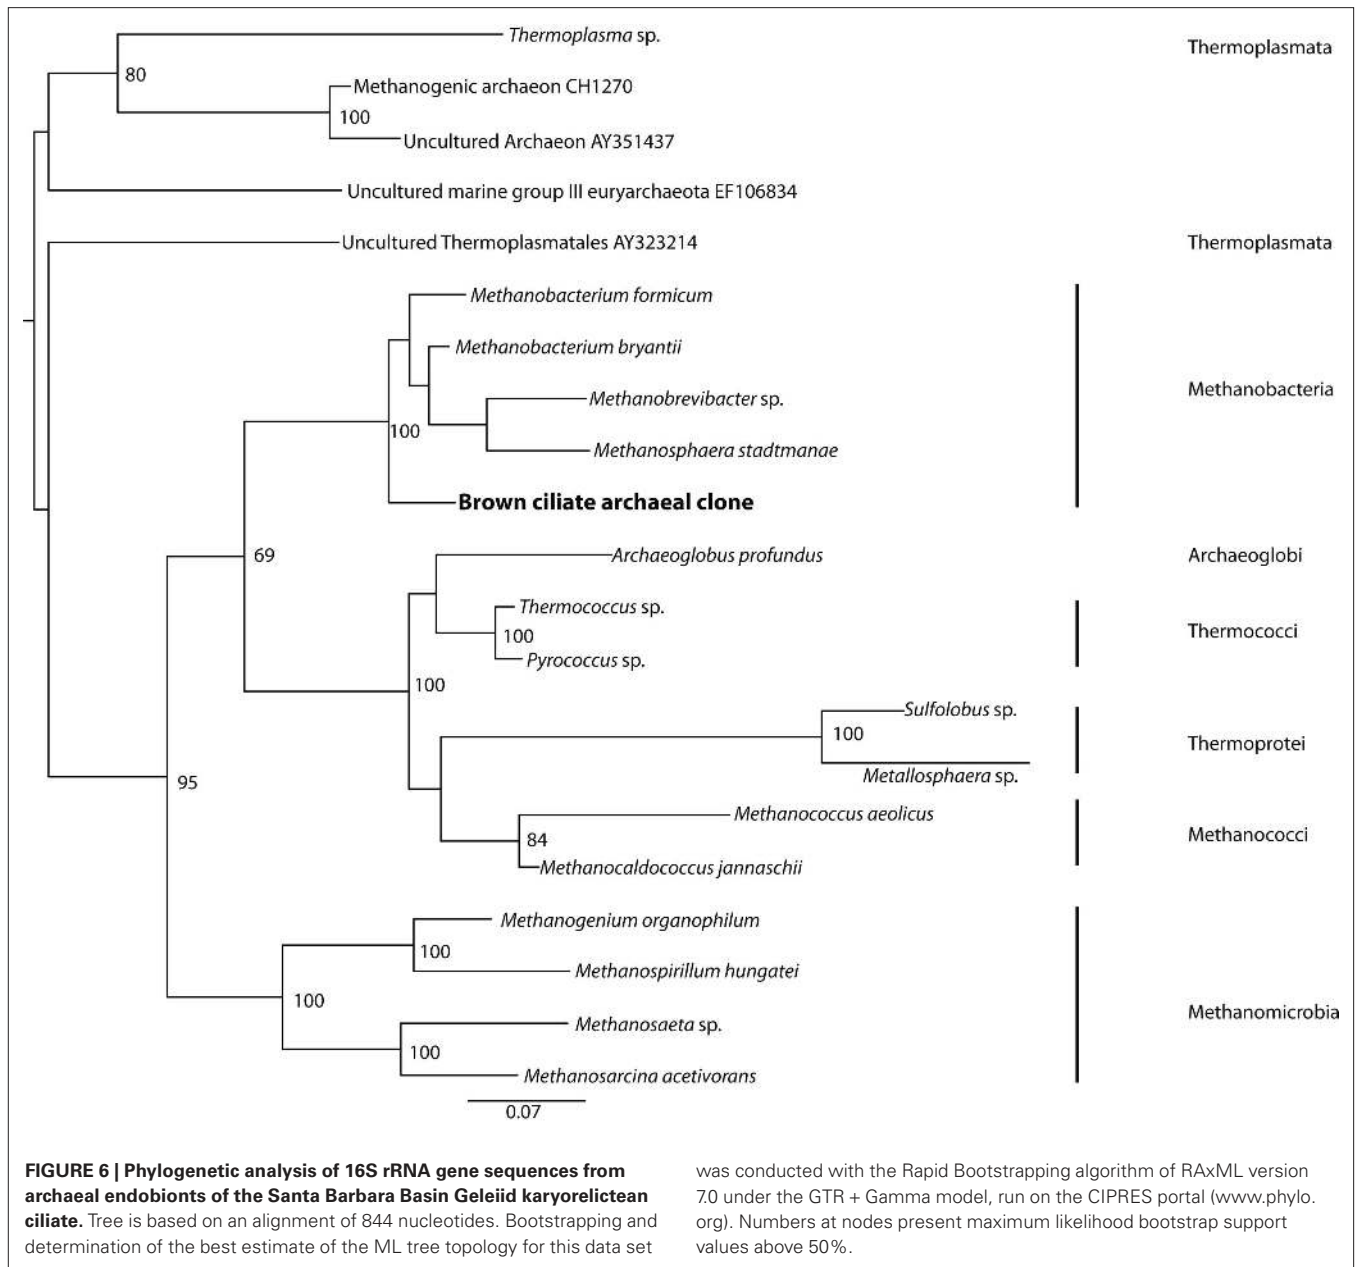 Thermoplasma sp.
Thermoplasmata
80
Methanogenic archaeon CH1270
100
Uncultured Archaeon AY351437
Uncultured marine group III euryarchaeota EF106834
Uncultured Thermoplasmatales AY323214
Thermoplasmata
Methanobacterium formicum
Methanobacterium bryantii
Methanobacteria
Methanobrevibacter sp.
100
Methanosphaera stadtmanae
Brown ciliate archaeal clone
69
Archaeoglobus profundus
Archaeoglobi
Thermococcus sp.
100
Thermococci
Pyrococcus sp.
100
Sulfolobus sp.
100
Thermoprotei
Metallosphaera sp.
95
Methanococcus aeolicus
84
Methanococci
Methanocaldococcus jannaschii
Methanogenium organophilum
100
Methanospirillum hungatei
100
Methanomicrobia
Methanosaeta sp.
100
Methanosarcina acetivorans
0.07
FIGURE 6 | Phylogenetic analysis of 16S rRNA gene sequences from
archaeal endobionts of the Santa Barbara Basin Geleiid karyorelictean
ciliate. Tree is based on an alignment of 844 nucleotides. Bootstrapping and
determination of the best estimate of the ML tree topology for this data set
was conducted with the Rapid Bootstrapping algorithm of RAxML version
7.0 under the GTR + Gamma model, run on the CIPRES portal (www.phylo.
org). Numbers at nodes present maximum likelihood bootstrap support
values above 50%.